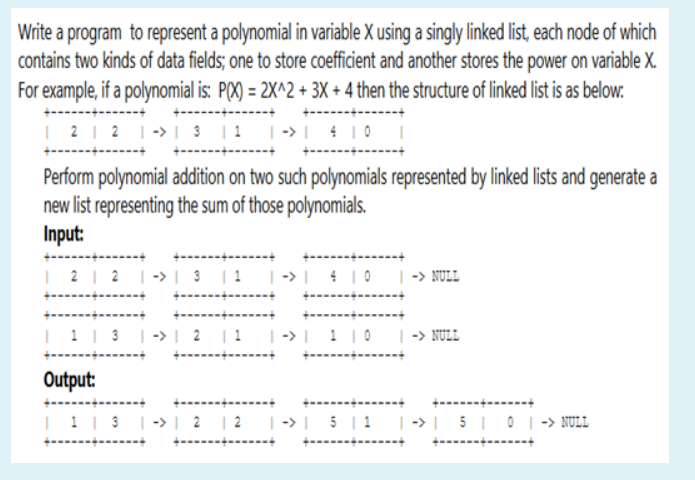 Write a program to represent a polynomial in variable X using a singly linked list, each node of which
contains two kinds of data fields; one to store coefficient and another stores the power on variable X.
For example, if a polynomial is: P(X) = 2X^2 + 3X + 4 then the structure of linked list is as below:
+------+------+ +------+------+ +------+------+
| 2 | 2 | -> | 3 | 1 | -> | 4 | 0 |
+------+------+ +------+------+ +------+------+
Perform polynomial addition on two such polynomials represented by linked lists and generate a
new list representing the sum of those polynomials.
Input:
+------+------+ +------+------+ +------+------+
| 2 | 2 | -> | 3 | 1 | -> | 4 | 0 | -> NULL
+------+------+ +------+------+ +------+------+
+------+------+ +------+------+ +------+------+
| 1 | 3 | -> | 2 | 1 | -> | 1 | 0 | -> NULL
+------+------+ +------+------+ +------+------+
Output:
+------+------+ +------+------+ +------+------+ +------+------+
| 1 | 3 | -> | 2 | 2 | -> | 5 | 1 | -> | 5 | 0 | -> NULL
+------+------+ +------+------+ +------+------+ +------+------+